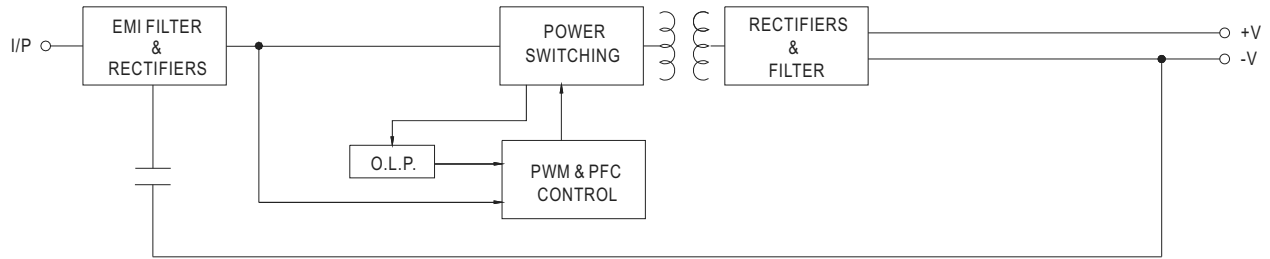 I/P
EMI FILTER
&
RECTIFIERS
POWER
SWITCHING
RECTIFIERS
&
FILTER
+V
-V
O.L.P.
PWM & PFC
CONTROL